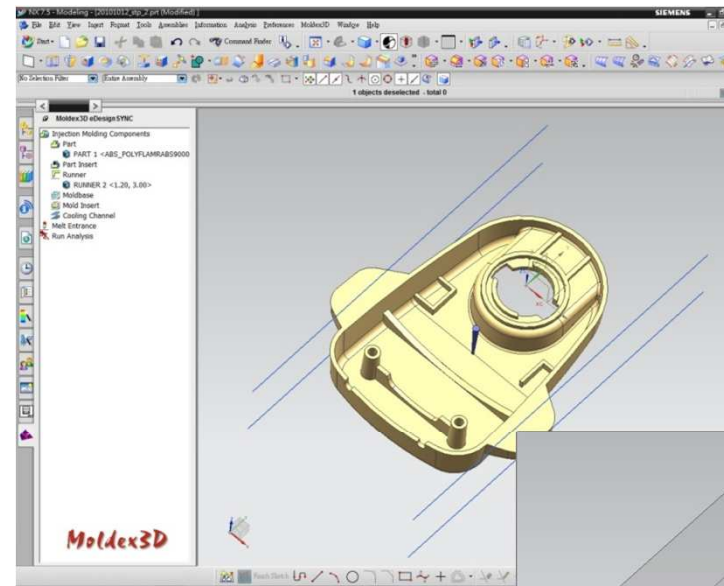 NX 7.5 - Modeling - [20101012_stp_2.prt (Modified)]
SIEMENS
File Edit View Insert Format Tools Assemblies Information Analysis Preferences Moldex3D Window Help
Start Command Finder
No Selection Filter Entire Assembly
1 objects deselected - total 0
Moldex3D eDesignSYNC
Injection Molding Components
Part
PART 1 <ABS_POLYFLAMRABS9000
Part Insert
Runner
RUNNER 2 <1.20, 3.00>
Moldbase
Mold Insert
Cooling Channel
Melt Entrance
Run Analysis
Moldex3D
Finish Sketch